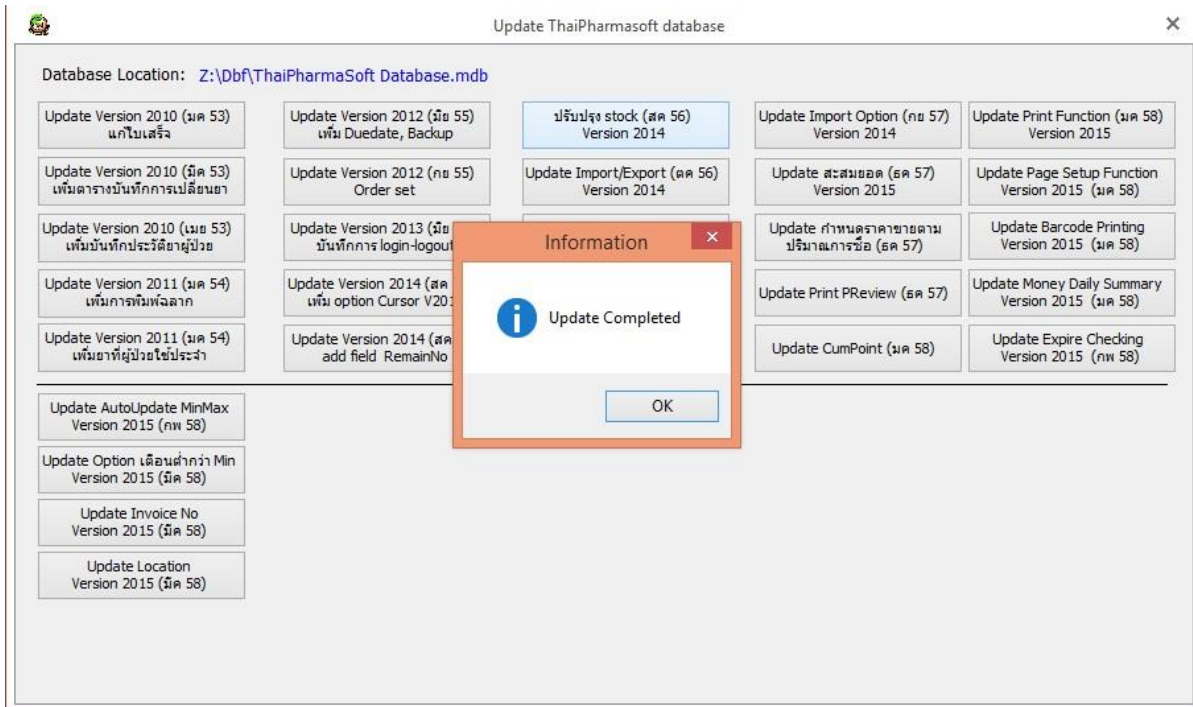 Update ThaiPharmasoft database
Database Location: Z:\Dbf\ThaiPharmaSoft Database.mdb
Update Version 2010 (มค 53)
แก้ใบเสร็จ
Update Version 2012 (มิย 55)
เพิ่ม Duedate, Backup
ปรับปรุง stock (สค 56)
Version 2014
Update Import Option (กย 57)
Version 2014
Update Print Function (มค 58)
Version 2015
Update Version 2010 (มีค 53)
เพิ่มตารางบันทึกการเปลี่ยนยา
Update Version 2012 (กย 55)
Order set
Update Import/Export (ตค 56)
Version 2014
Update สะสมยอด (ธค 57)
Version 2015
Update Page Setup Function
Version 2015 (มค 58)
Update Version 2010 (เมย 53)
เพิ่มบันทึกประวัติยาผู้ป่วย
Update Version 2013 (มีย
บันทึกการ login-logout
Update กำหนดราคาขายตาม
ปริมาณการซื้อ (ธค 57)
Update Barcode Printing
Version 2015 (มค 58)
Update Version 2011 (มค 54)
เพิ่มการพิมพ์ฉลาก
Update Version 2014 (สค
เพิ่ม option Cursor V201
Update Print PReview (ธค 57)
Update Money Daily Summary
Version 2015 (มค 58)
Update Version 2011 (มค 54)
เพิ่มยาที่ผู้ป่วยใช้ประจำ
Update Version 2014 (สค
add field RemainNo
Update CumPoint (มค 58)
Update Expire Checking
Version 2015 (กพ 58)
Information
Update Completed
OK
Update AutoUpdate MinMax
Version 2015 (กพ 58)
Update Option เตือนต่ำกว่า Min
Version 2015 (มีค 58)
Update Invoice No
Version 2015 (มีค 58)
Update Location
Version 2015 (มีค 58)